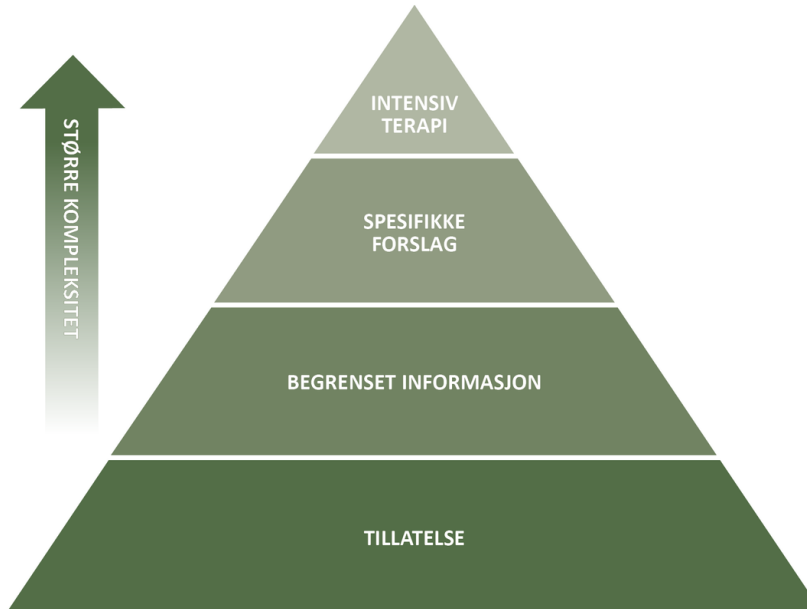 STØRRE KOMPLEKSITET
INTENSIV
TERAPI
SPESIFIKKE
FORSLAG
BEGRENSET INFORMASJON
TILLATELSE